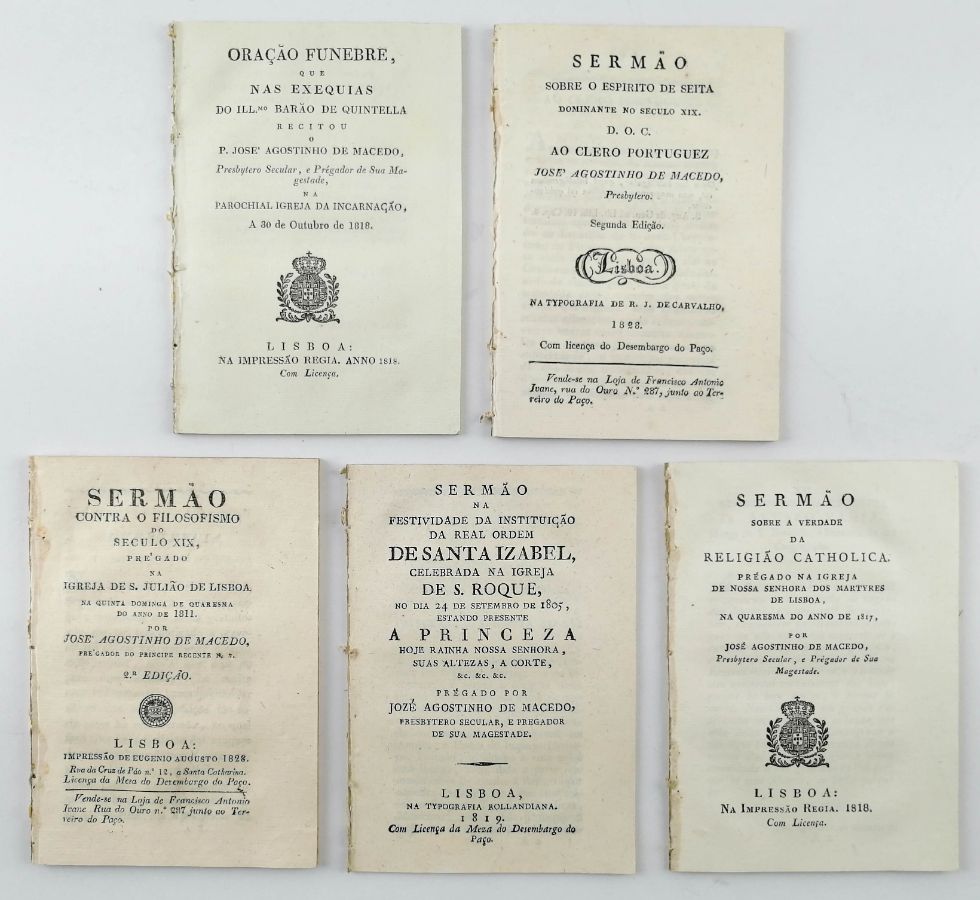 ORAÇÃO FUNEBRE,
QUE
NAS EXEQUIAS
DO ILL.MO BARÃO DE QUINTELLA
RECITOU
O
P. JOSE' AGOSTINHO DE MACEDO,
Presbytero Secular, e Prégador de Sua Ma-
gestade,
NA
PAROCHIAL IGREJA DA INCARNAÇÃO,
A 30 de Outubro de 1818.
LISBOA:
NA IMPRESSÃO REGIA. ANNO 1818.
Com Licença.
SERMÃO
SOBRE O ESPIRITO DE SEITA
DOMINANTE NO SECULO XIX.
D. O. C.
AO CLERO PORTUGUEZ
JOSE' AGOSTINHO DE MACEDO,
Presbytero.
Segunda Edição.
Lisboa.
NA TYPOGRAFIA DE R. J. DE CARVALHO,
1828.
Com licença do Desembargo do Paço.
Vende-se na Loja de Francisco Antonio
Ivane, rua do Ouro N.° 287, junto ao Ter-
reiro do Paço.
SERMÃO
CONTRA O FILOSOFISMO
DO
SECULO XIX,
PRE'GADO
NA
IGREJA DE S. JULIÃO DE LISBOA
NA QUINTA DOMINGA DE QUARESMA
DO ANNO DE 1811.
POR
JOSE' AGOSTINHO DE MACEDO,
PRE'GADOR DO PRINCIPE REGENTE N.
2.ª EDIÇÃO.
LISBOA:
IMPRESSÃO DE EUGENIO AUGUSTO 1828.
Rua da Cruz de Páo n.° 12, a Santa Catharina.
Licença da Mesa do Desembargo do Paço.
Vende-se na Loja de Francisco Antonio
Ivane Rua do Ouro n.° 287 junto ao Ter-
reiro do Paço.
SERMÃO
NA
FESTIVIDADE DA INSTITUIÇÃO
DA REAL ORDEM
DE SANTA IZABEL,
CELEBRADA NA IGREJA
DE S. ROQUE,
NO DIA 24 DE SETEMBRO DE 1805,
ESTANDO PRESENTE
A PRINCEZA
HOJE RAINHA NOSSA SENHORA,
SUAS ALTEZAS, A CORTE,
&c. &c. &c.
PRÉGADO POR
JOZÉ AGOSTINHO DE MACEDO,
PRESBYTERO SECULAR, E PREGADOR
DE SUA MAGESTADE.
LISBOA,
NA TYPOGRAFIA ROLLANDIANA.
1819.
Com Licença da Meza do Desembargo do
Paço.
SERMÃO
SOBRE A VERDADE
DA
RELIGIÃO CATHOLICA.
PRÉGADO NA IGREJA
DE NOSSA SENHORA DOS MARTYRES
DE LISBOA,
NA QUARESMA DO ANNO DE 1817,
POR
JOSÉ AGOSTINHO DE MACEDO,
Presbytero Secular, e Prégador de Sua
Magestade.
LISBOA:
NA IMPRESSÃO REGIA. 1818.
Com Licença.